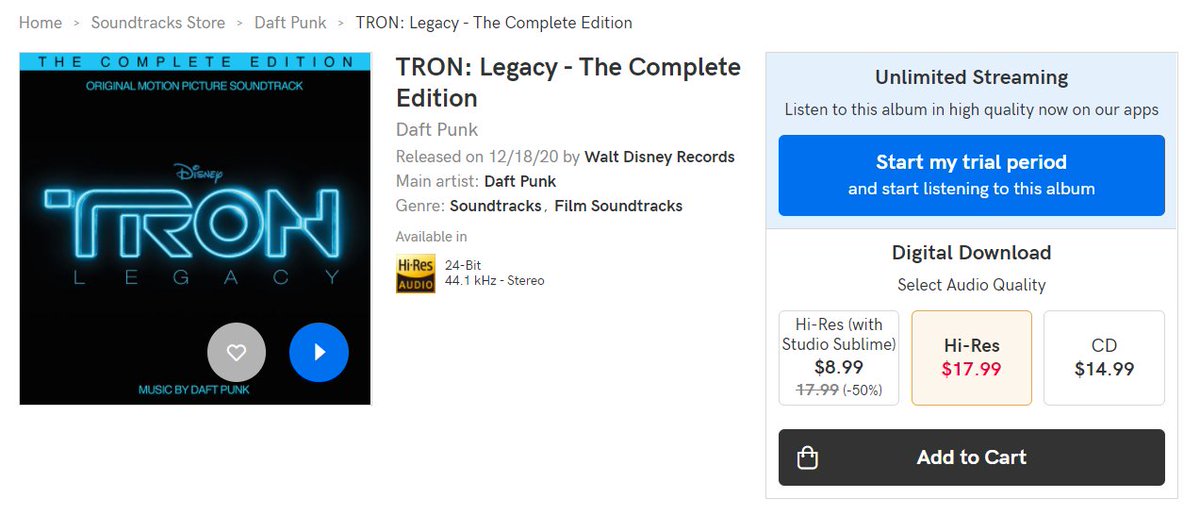 Home > Soundtracks Store > Daft Punk > TRON: Legacy - The Complete Edition
THE COMPLETE EDITION
ORIGINAL MOTION PICTURE SOUNDTRACK
Disney
TRON
LEGACY
MUSIC BY DAFT PUNK
TRON: Legacy - The Complete
Edition
Daft Punk
Released on 12/18/20 by Walt Disney Records
Main artist: Daft Punk
Genre: Soundtracks, Film Soundtracks
Available in
Hi-Res
AUDIO
24-Bit
44.1 kHz - Stereo
Unlimited Streaming
Listen to this album in high quality now on our apps
Start my trial period
and start listening to this album
Digital Download
Select Audio Quality
Hi-Res (with
Studio Sublime)
$8.99
17.99 (-50%)
Hi-Res
$17.99
CD
$14.99
Add to Cart